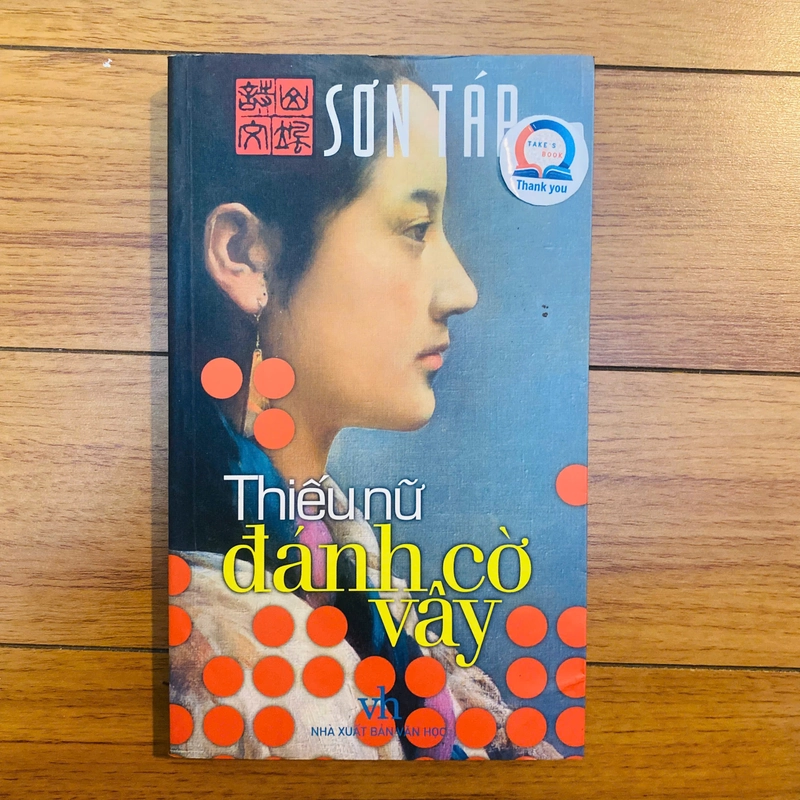 SƠN TÁP
TAKE'S
BOOK
Thank you
Thiếu nữ
đánh cờ
vây
vh
NHÀ XUẤT BẢN VĂN HỌC